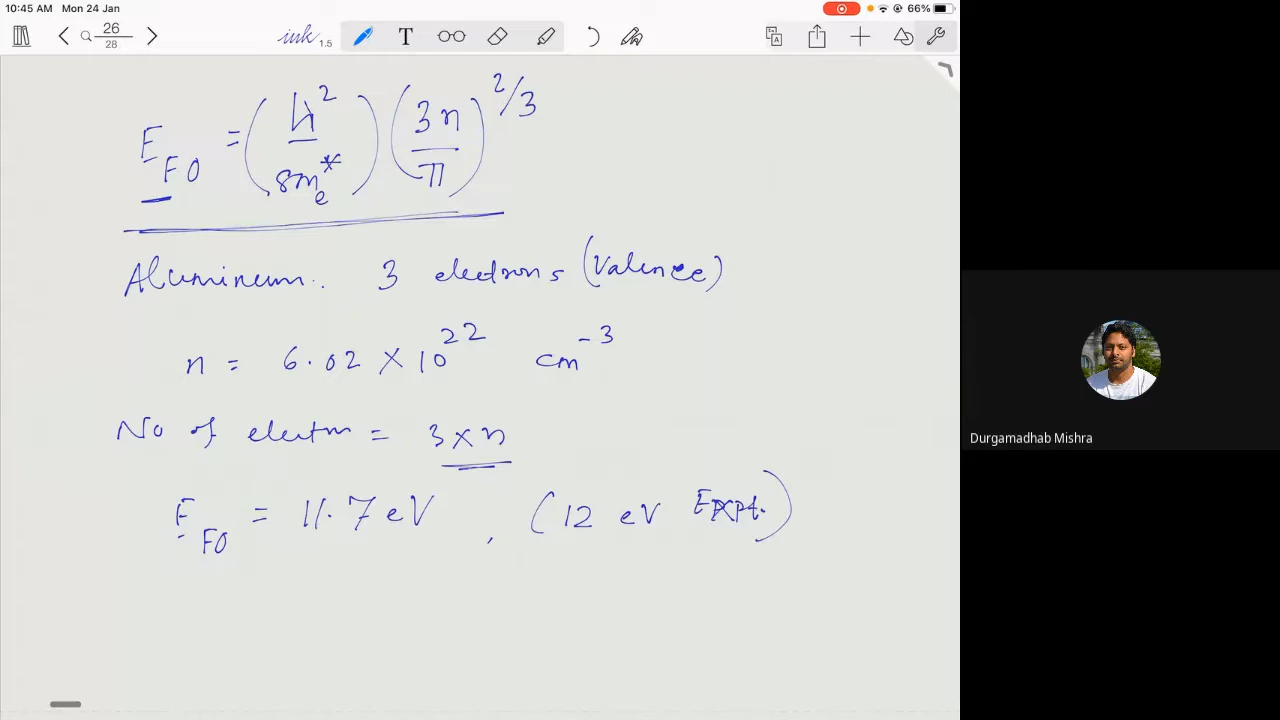 10:45 AM Mon 24 Jan
66%
26
28
ink 1.5
T
E_F0 = (h²/8m_e*) (3n/π)^2/3
Aluminum. 3 electrons (Valence)
n = 6.02 × 10^22 cm^-3
No of electrn = 3 × n
E_F0 = 11.7 eV , (12 eV Expt.)
Durgamadhab Mishra